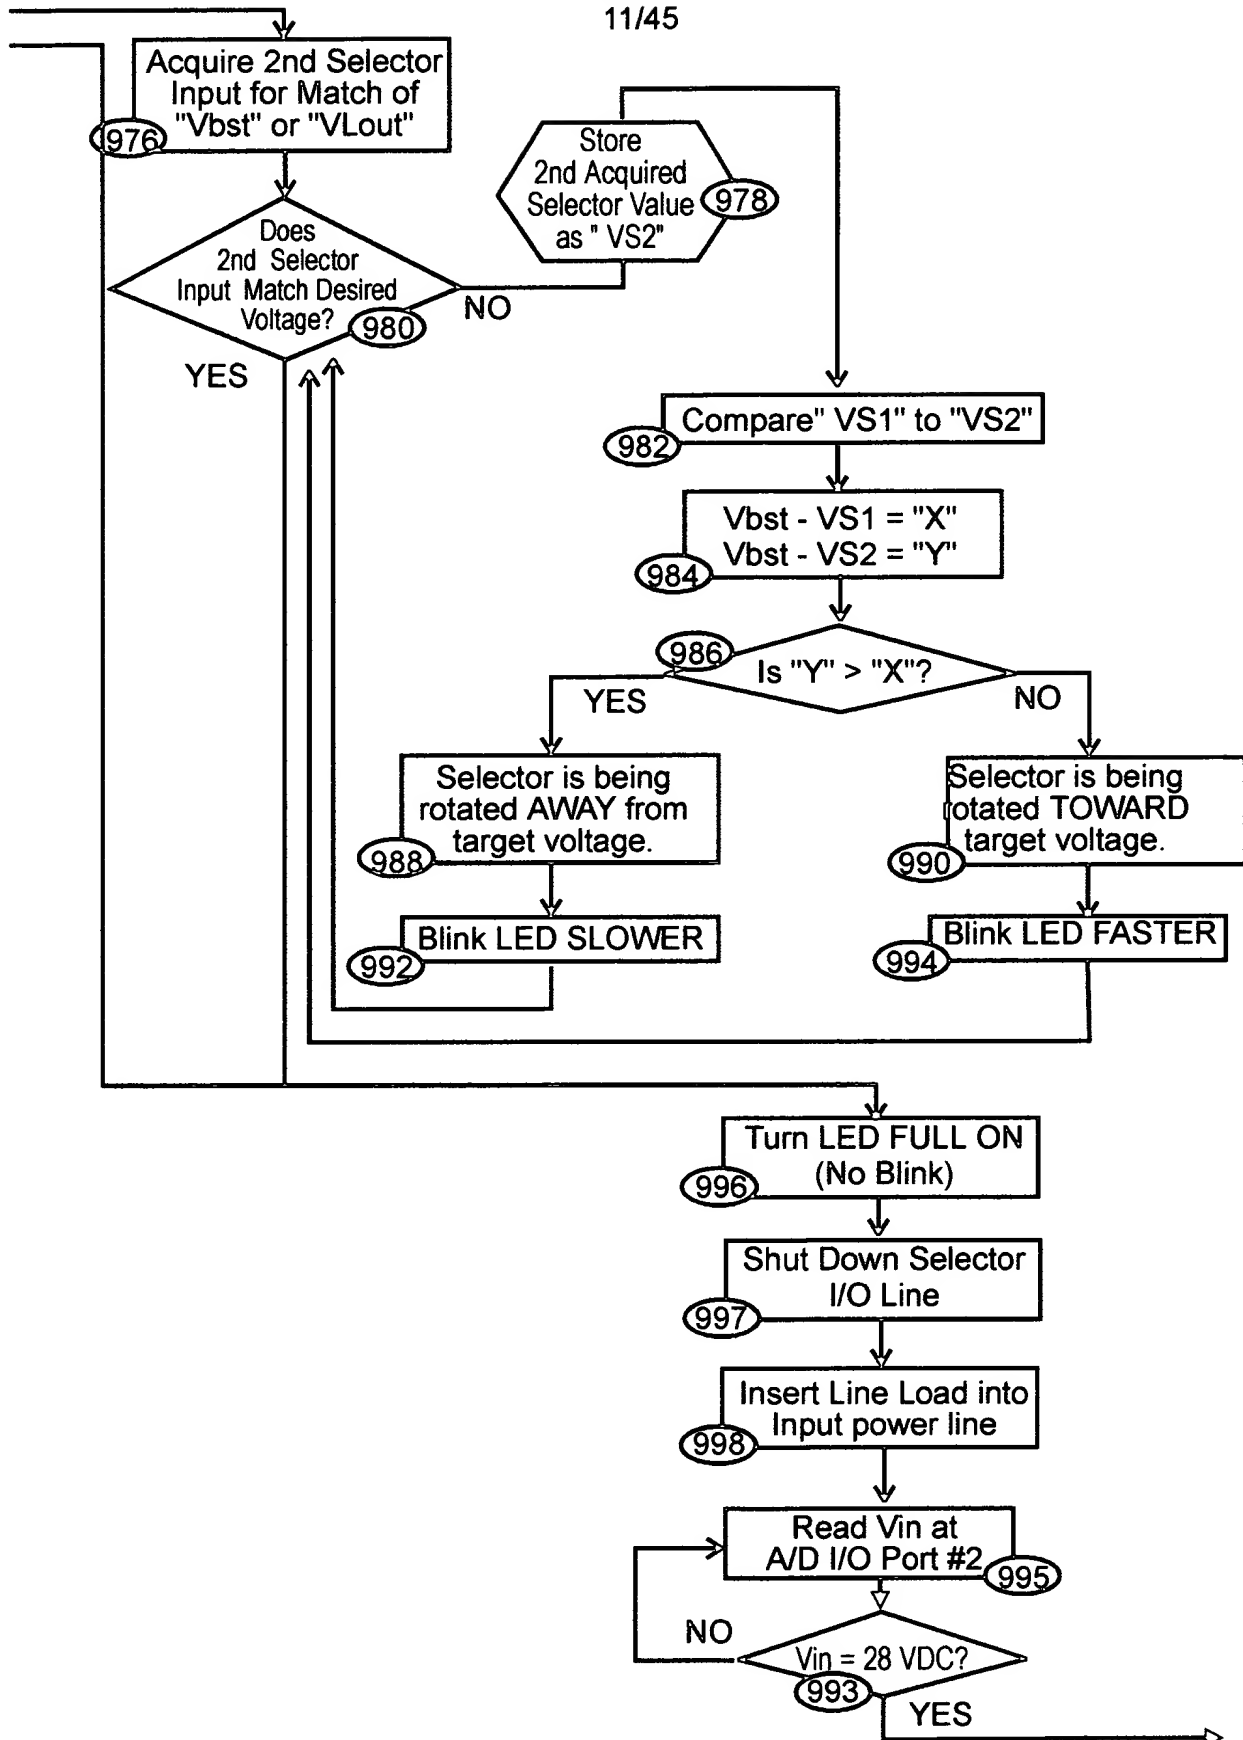 11/45
Acquire 2nd Selector
Input for Match of
"Vbst" or "VLout"
976
Store
2nd Acquired
Selector Value
as " VS2"
978
Does
2nd Selector
Input Match Desired
Voltage?
980
NO
YES
Compare" VS1" to "VS2"
982
Vbst - VS1 = "X"
Vbst - VS2 = "Y"
984
986
Is "Y" > "X"?
YES
NO
Selector is being
rotated AWAY from
target voltage.
988
Selector is being
otated TOWARD
target voltage.
990
Blink LED SLOWER
992
Blink LED FASTER
994
Turn LED FULL ON
(No Blink)
996
Shut Down Selector
I/O Line
997
Insert Line Load into
Input power line
998
Read Vin at
A/D I/O Port #2
995
NO
Vin = 28 VDC?
993
YES